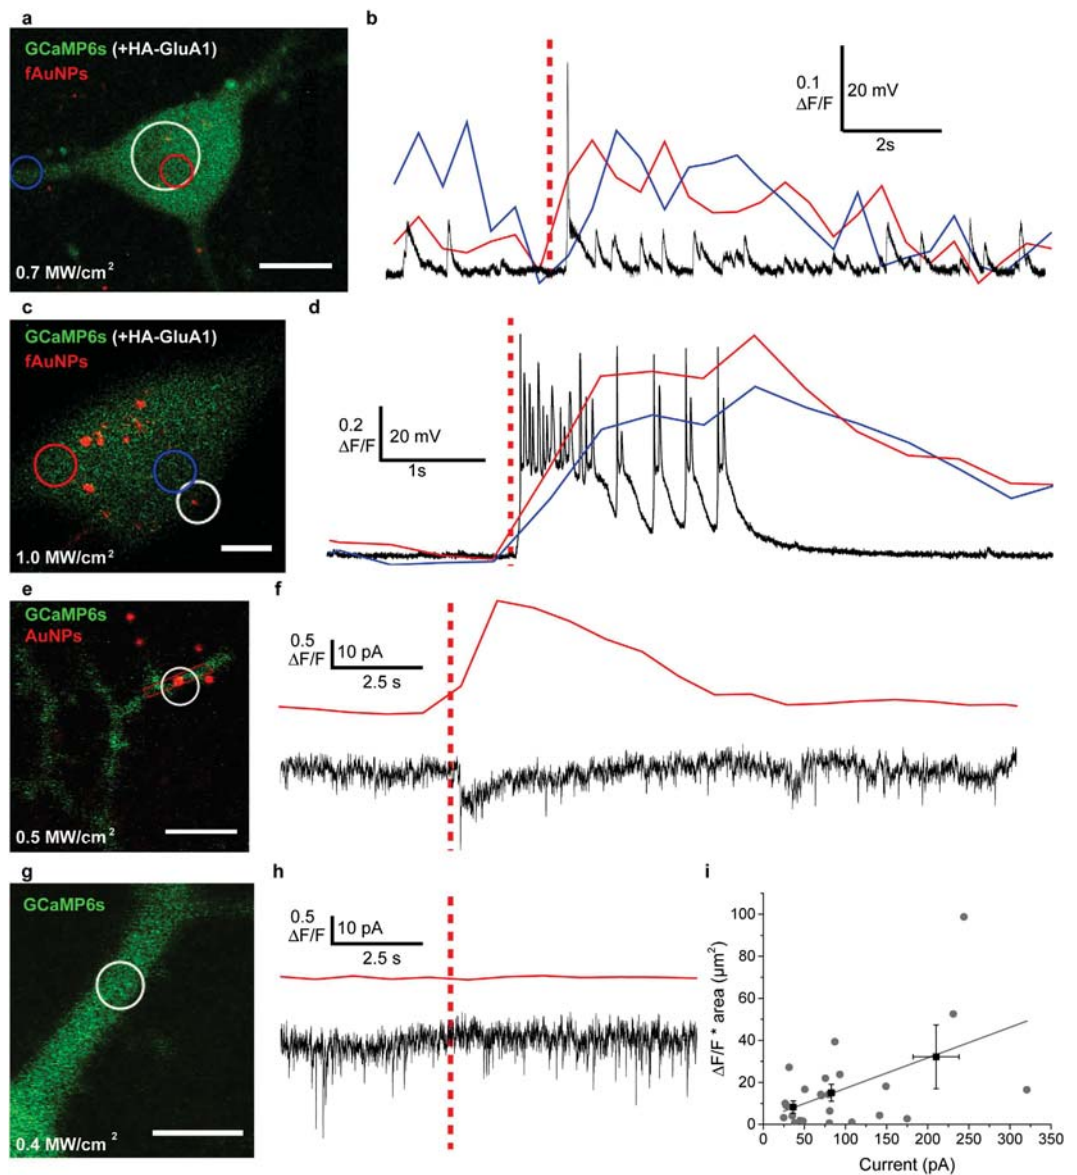 a
GCaMP6s (+HA-GluA1)
fAuNPs
0.7 MW/cm²
b
0.1
ΔF/F
20 mV
2s
c
GCaMP6s (+HA-GluA1)
fAuNPs
1.0 MW/cm²
d
0.2
ΔF/F
20 mV
1s
e
GCaMP6s
AuNPs
0.5 MW/cm²
f
0.5
ΔF/F
10 pA
2.5 s
g
GCaMP6s
0.4 MW/cm²
h
0.5
ΔF/F
10 pA
2.5 s
i
ΔF/F * area (µm²)
100
80
60
40
20
0
0 50 100 150 200 250 300 350
Current (pA)